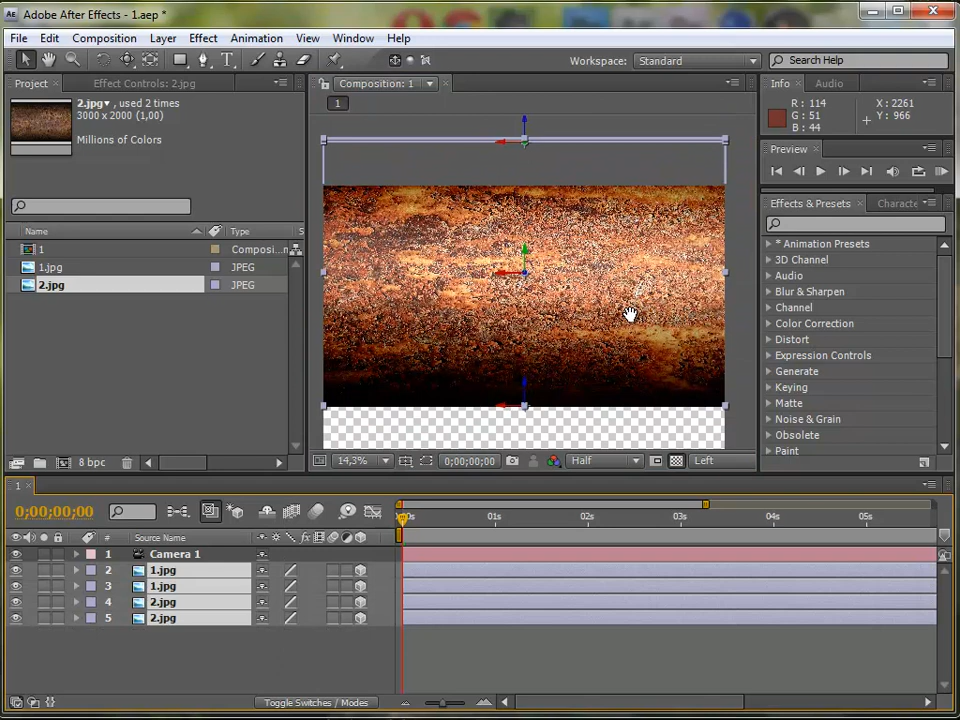 Adobe After Effects - 1.aep *
File Edit Composition Layer Effect Animation View Window Help
Workspace: Standard Search Help
Project Effect Controls: 2.jpg
2.jpg, used 2 times
3000 x 2000 (1,00)
Millions of Colors
Name Type S
1 Composi...n
1.jpg JPEG
2.jpg JPEG
8 bpc
Composition: 1
1
14,3% 0;00;00;00 Half Left
Info Audio
R: 114
G: 51
B: 44
X: 2261
Y: 966
Preview
Effects & Presets Characte
* Animation Presets
3D Channel
Audio
Blur & Sharpen
Channel
Color Correction
Distort
Expression Controls
Generate
Keying
Matte
Noise & Grain
Obsolete
Paint
1
0;00;00;00
01s 02s 03s 04s 05s
# Source Name
1 Camera 1
2 1.jpg
3 1.jpg
4 2.jpg
5 2.jpg
Toggle Switches / Modes